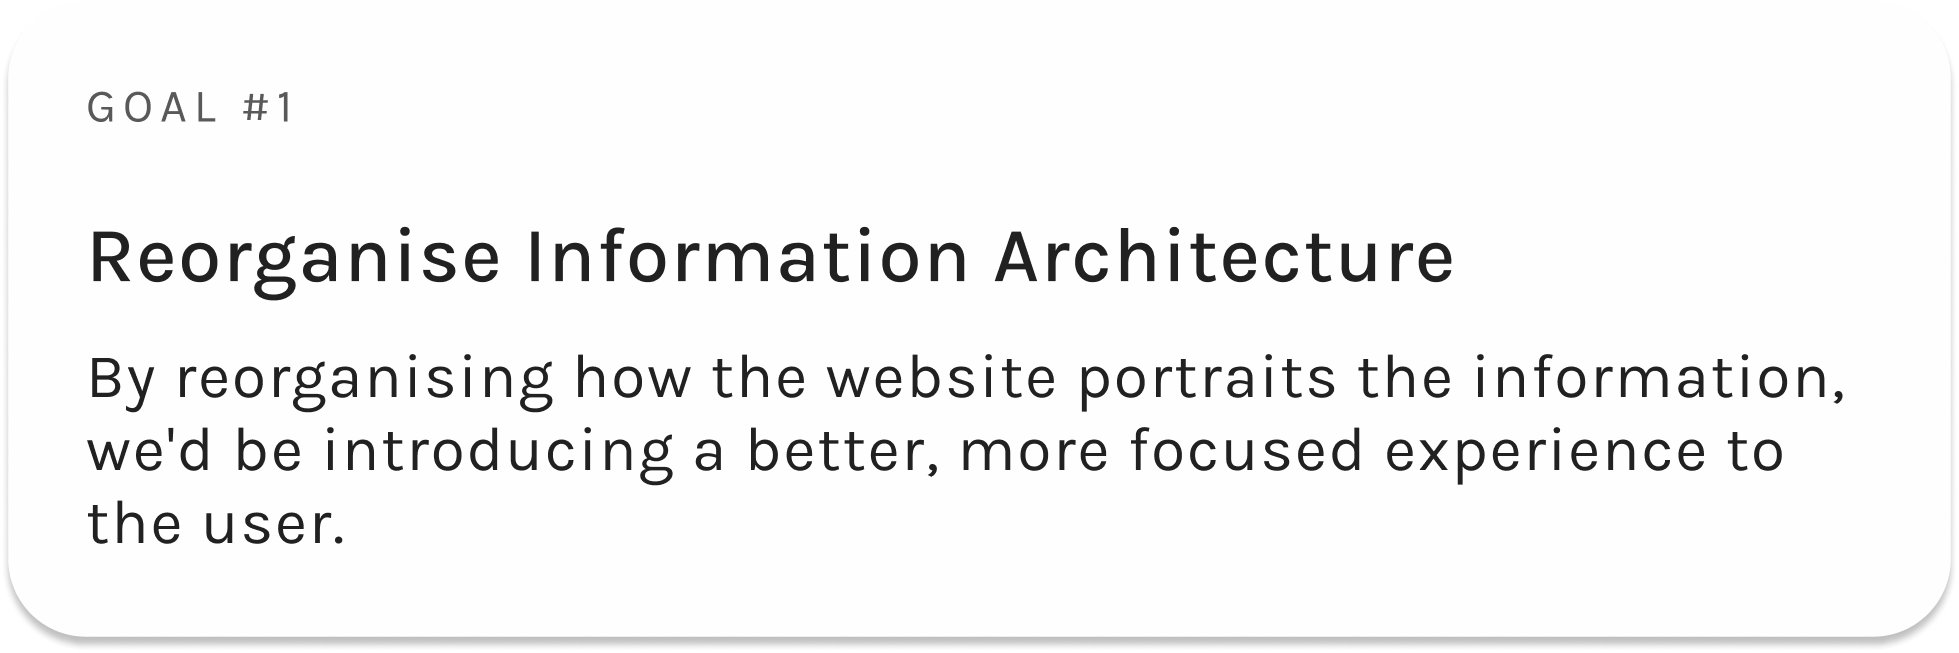 GOAL #1
Reorganise Information Architecture
By reorganising how the website portraits the information,
we'd be introducing a better, more focused experience to
the user.